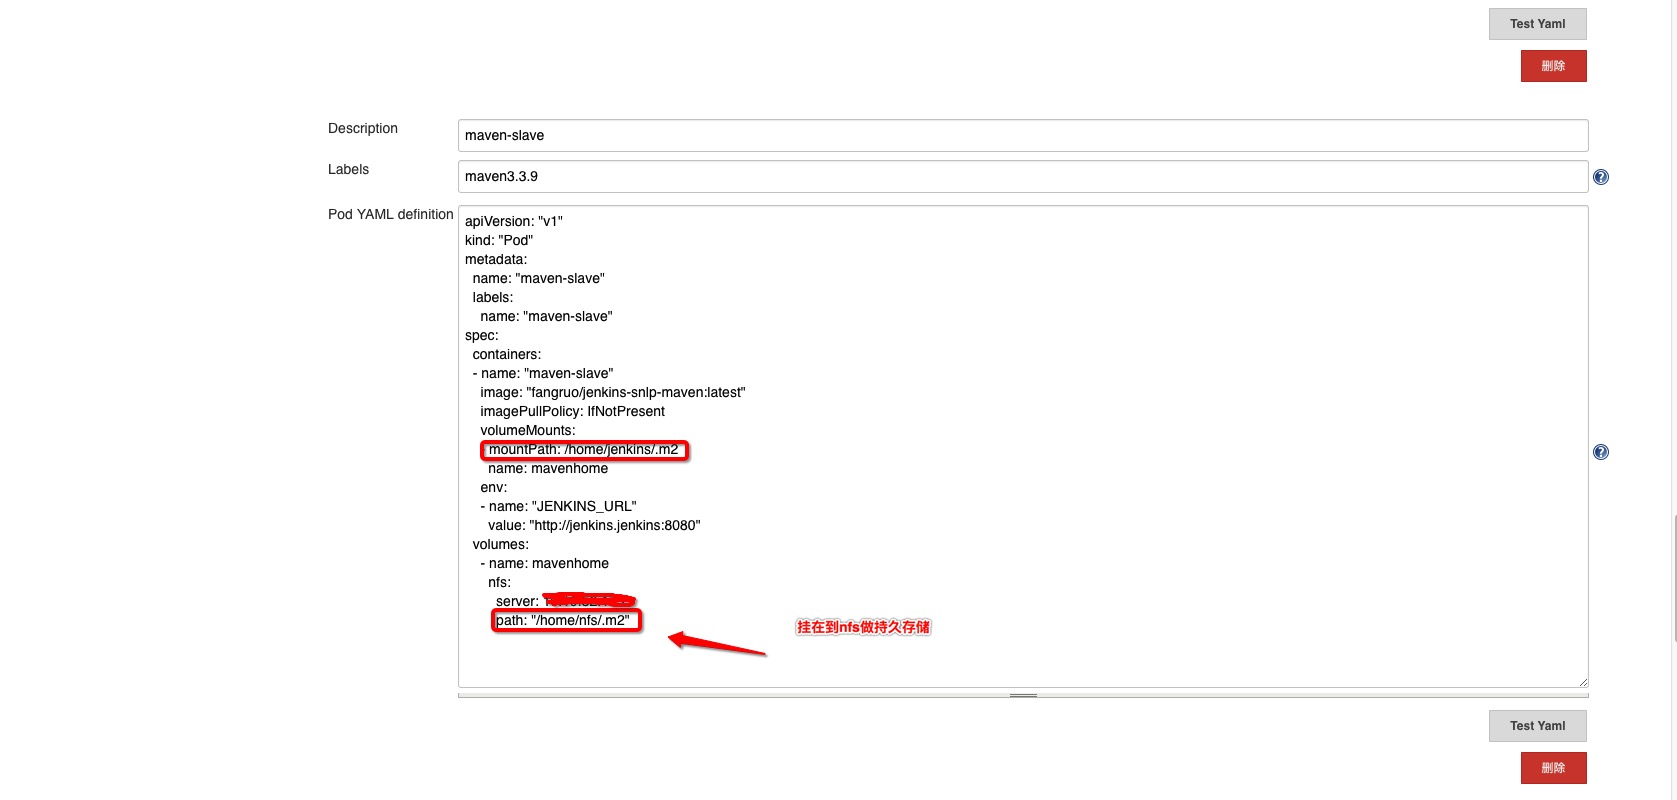 Test Yaml
删除
Description
maven-slave
Labels
maven3.3.9
Pod YAML definition
apiVersion: "v1"
kind: "Pod"
metadata:
  name: "maven-slave"
  labels:
    name: "maven-slave"
spec:
  containers:
  - name: "maven-slave"
    image: "fangruo/jenkins-snlp-maven:latest"
    imagePullPolicy: IfNotPresent
    volumeMounts:
      mountPath: /home/jenkins/.m2
      name: mavenhome
    env:
    - name: "JENKINS_URL"
      value: "http://jenkins.jenkins:8080"
  volumes:
    - name: mavenhome
      nfs:
        server:
        path: "/home/nfs/.m2"
挂在到nfs做持久存储
Test Yaml
删除